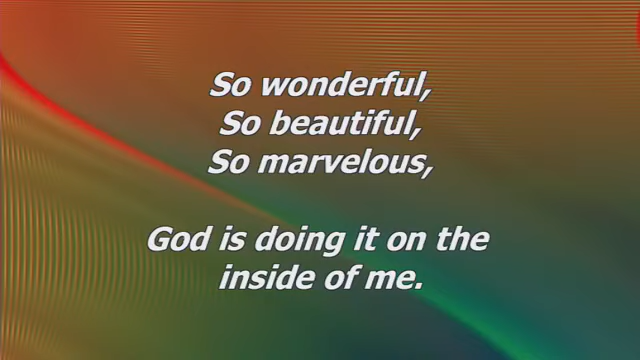 So wonderful,
So beautiful,
So marvelous,
God is doing it on the
inside of me.